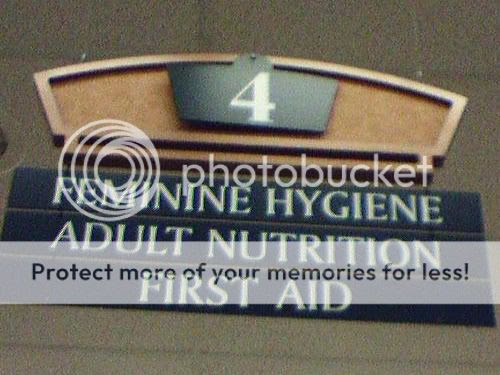 4
photobucket
FEMININE HYGIENE
ADULT NUTRITION
Protect more of your memories for less!
FIRST AID